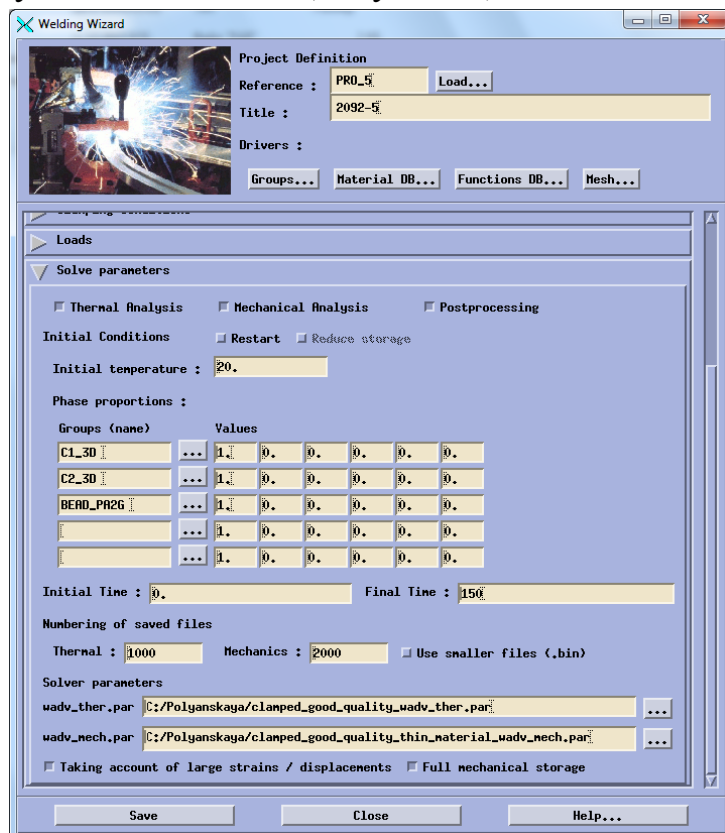 Welding Wizard
Project Definition
Reference : PRO_5 Load...
Title : 2092-5
Drivers :
Groups... Material DB... Functions DB... Mesh...
Loads
Solve parameters
Thermal Analysis Mechanical Analysis Postprocessing
Initial Conditions Restart Reduce storage
Initial temperature : 20.
Phase proportions :
Groups (name) Values
C1_3D ... 1. 0. 0. 0. 0. 0.
C2_3D ... 1. 0. 0. 0. 0. 0.
BEAD_PA2G ... 1. 0. 0. 0. 0. 0.
... 1. 0. 0. 0. 0. 0.
... 1. 0. 0. 0. 0. 0.
Initial Time : 0. Final Time : 150
Numbering of saved files
Thermal : 1000 Mechanics : 2000 Use smaller files (.bin)
Solver parameters
wadv_ther.par C:/Polyanskaya/clamped_good_quality_wadv_ther.par ...
wadv_mech.par C:/Polyanskaya/clamped_good_quality_thin_material_wadv_mech.par ...
Taking account of large strains / displacements Full mechanical storage
Save Close Help...